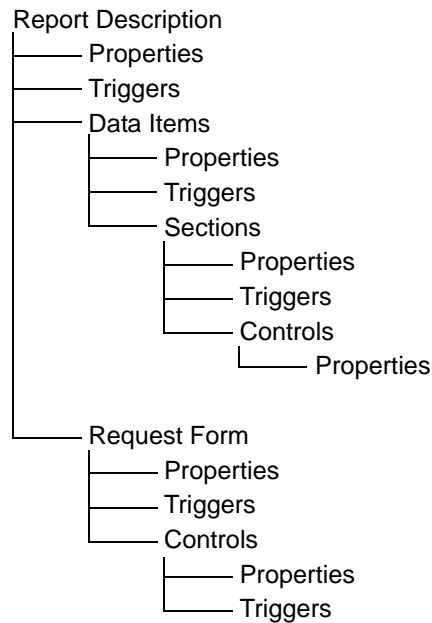 Report Description
Properties
Triggers
Data Items
Properties
Triggers
Sections
Properties
Triggers
Controls
Properties
Request Form
Properties
Triggers
Controls
Properties
Triggers